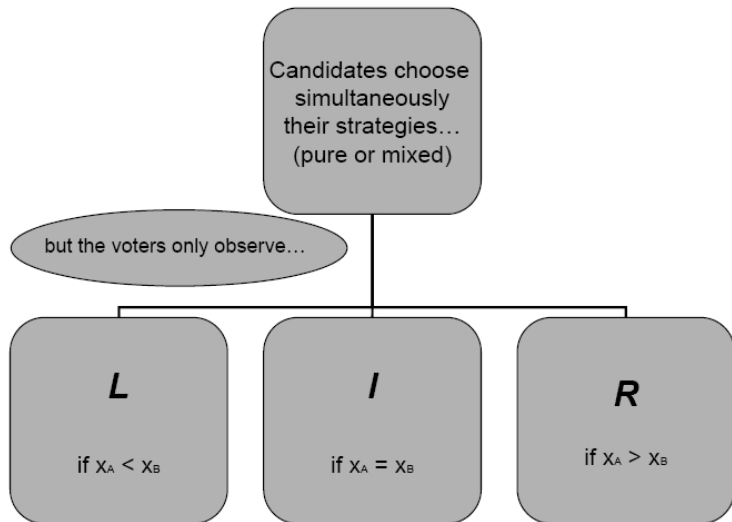 Candidates choose
simultaneously
their strategies…
(pure or mixed)
but the voters only observe…
L
I
R
if xA < xB
if xA = xB
if xA > xB